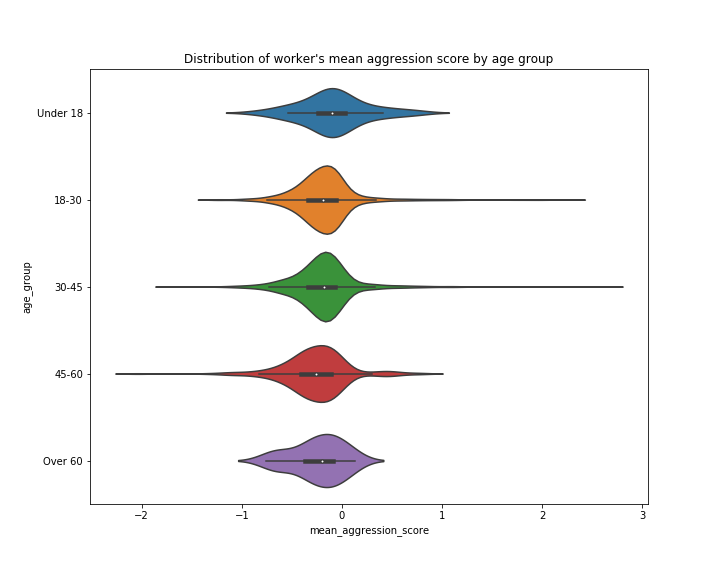 Distribution of worker's mean aggression score by age group
Under 18
18-30
30-45
45-60
Over 60
age_group
−2
−1
0
1
2
3
mean_aggression_score